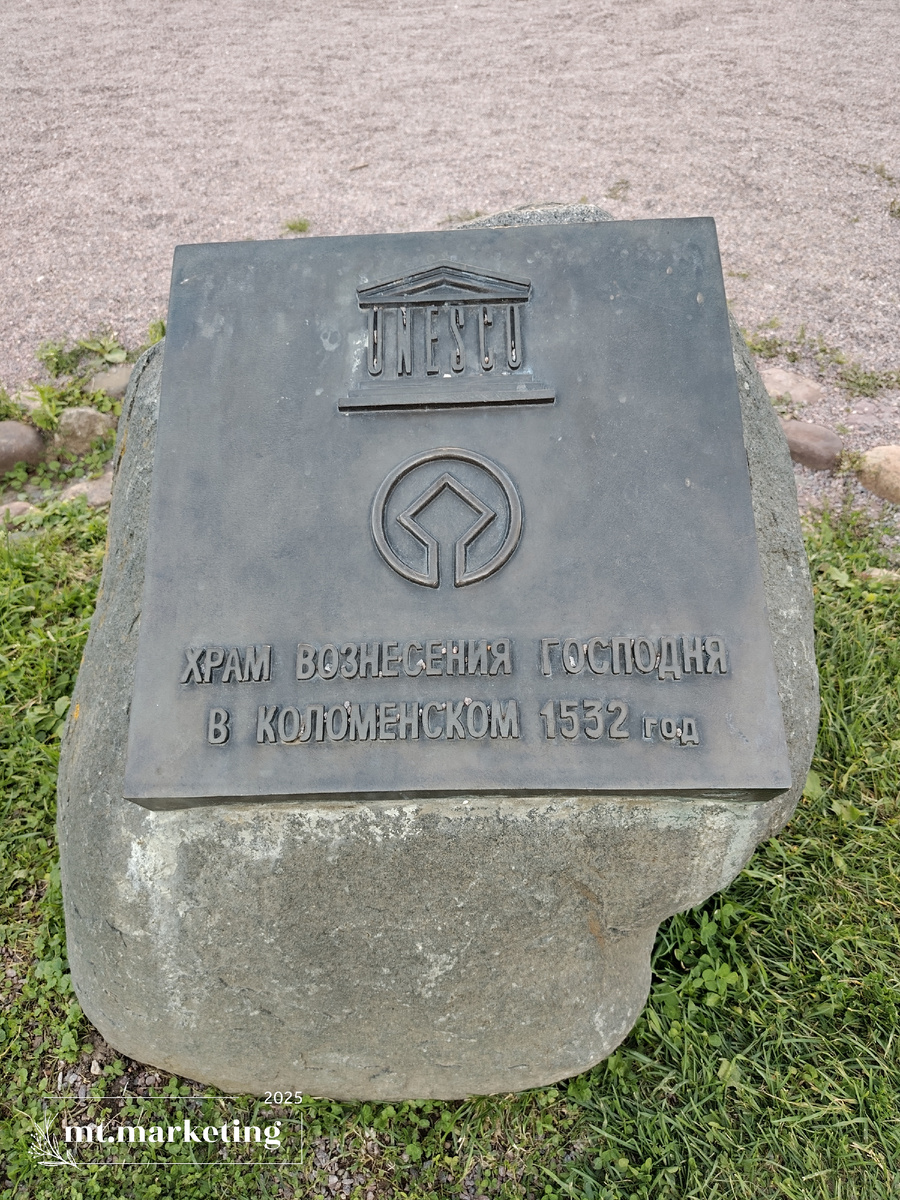 UNESCO
ХРАМ ВОЗНЕСЕНИЯ ГОСПОДНЯ
В КОЛОМЕНСКОМ 1532 год
2025
mt.marketing